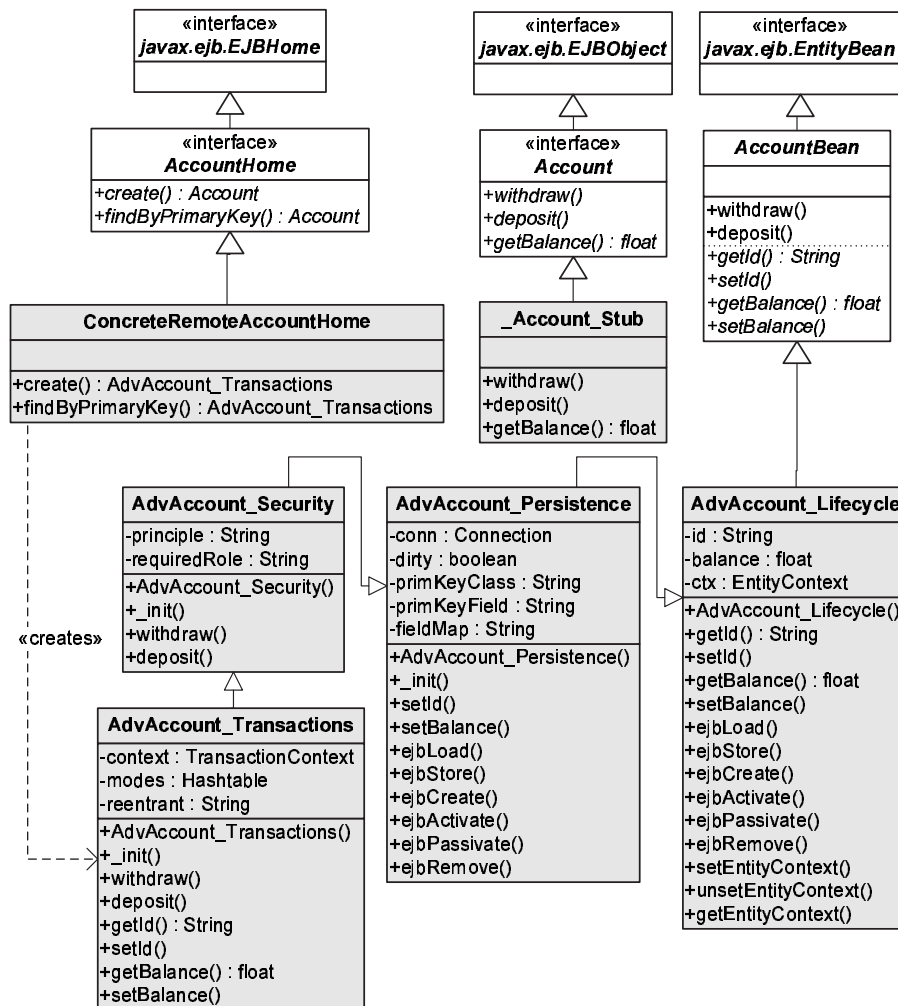 «interface»
javax.ejb.EJBHome
«interface»
javax.ejb.EJBObject
«interface»
javax.ejb.EntityBean
«interface»
AccountHome
+create() : Account
+findByPrimaryKey() : Account
«interface»
Account
+withdraw()
+deposit()
+getBalance() : float
AccountBean
+withdraw()
+deposit()
+getId() : String
+setId()
+getBalance() : float
+setBalance()
ConcreteRemoteAccountHome
+create() : AdvAccount_Transactions
+findByPrimaryKey() : AdvAccount_Transactions
_Account_Stub
+withdraw()
+deposit()
+getBalance() : float
«creates»
AdvAccount_Security
-principle : String
-requiredRole : String
+AdvAccount_Security()
+_init()
+withdraw()
+deposit()
AdvAccount_Persistence
-conn : Connection
-dirty : boolean
-primKeyClass : String
-primKeyField : String
-fieldMap : String
+AdvAccount_Persistence()
+_init()
+setId()
+setBalance()
+ejbLoad()
+ejbStore()
+ejbCreate()
+ejbActivate()
+ejbPassivate()
+ejbRemove()
AdvAccount_Lifecycle
-id : String
-balance : float
-ctx : EntityContext
+AdvAccount_Lifecycle()
+getId() : String
+setId()
+getBalance() : float
+setBalance()
+ejbLoad()
+ejbStore()
+ejbCreate()
+ejbActivate()
+ejbPassivate()
+ejbRemove()
+setEntityContext()
+unsetEntityContext()
+getEntityContext()
AdvAccount_Transactions
-context : TransactionContext
-modes : Hashtable
-reentrant : String
+AdvAccount_Transactions()
+_init()
+withdraw()
+deposit()
+getId() : String
+setId()
+getBalance() : float
+setBalance()